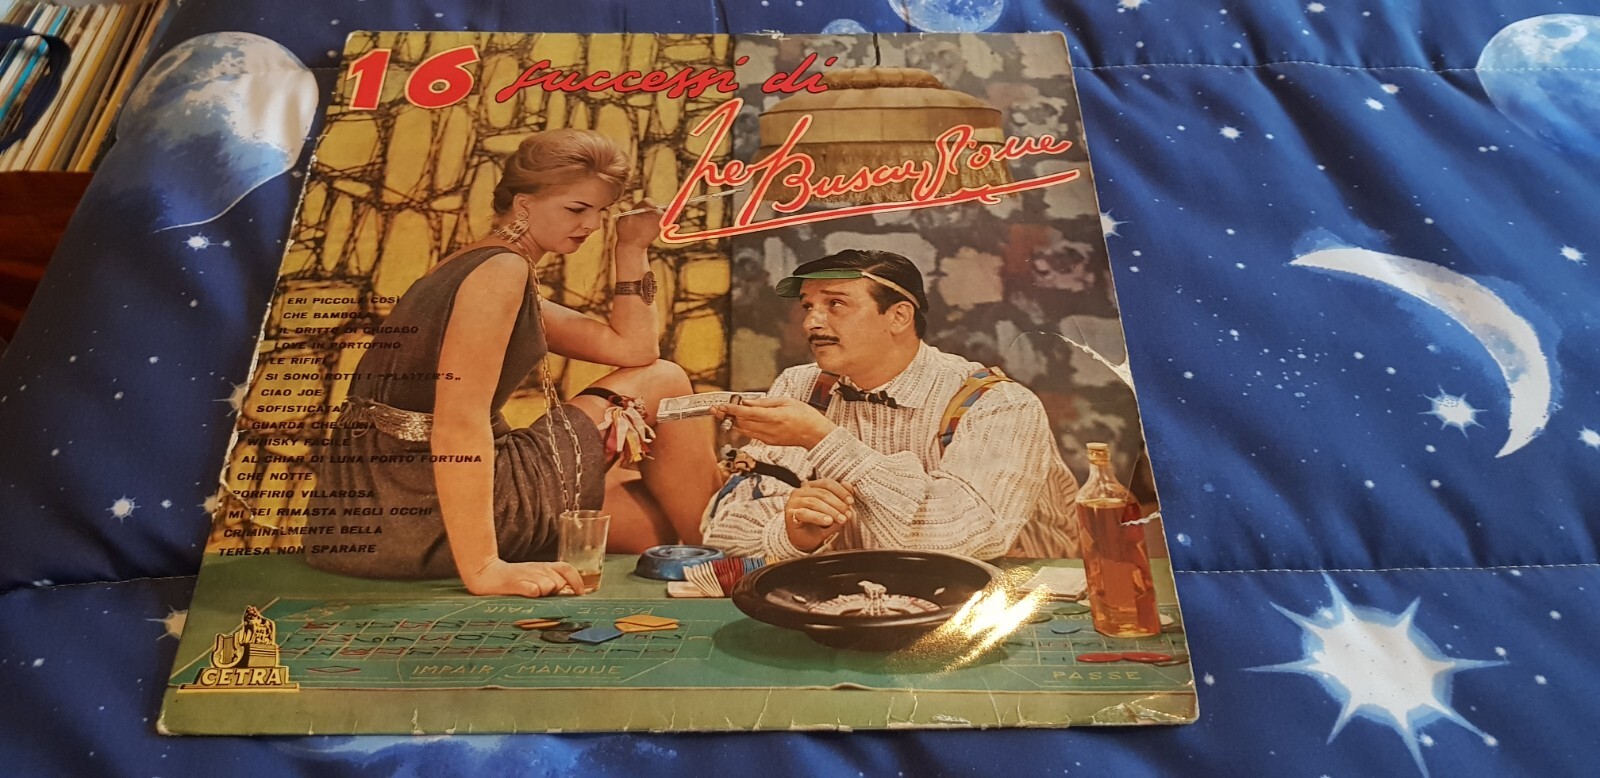 16 successi di
Fred Buscaglione
ERI PICCOLA COSI
CHE BAMBOLA
IL DRITTO DI CHICAGO
LOVE IN PORTOFINO
LE RIFIFI
SI SONO ROTTI I "PLATTER'S„
CIAO JOE
SOFISTICATA
GUARDA CHE LUNA
WHISKY FACILE
AL CHIAR DI LUNA PORTO FORTUNA
CHE NOTTE
PORFIRIO VILLAROSA
MI SEI RIMASTA NEGLI OCCHI
CRIMINALMENTE BELLA
TERESA NON SPARARE
PAIR PASSE PASSE
CETRA
IMPAIR MANQUE
PASSE